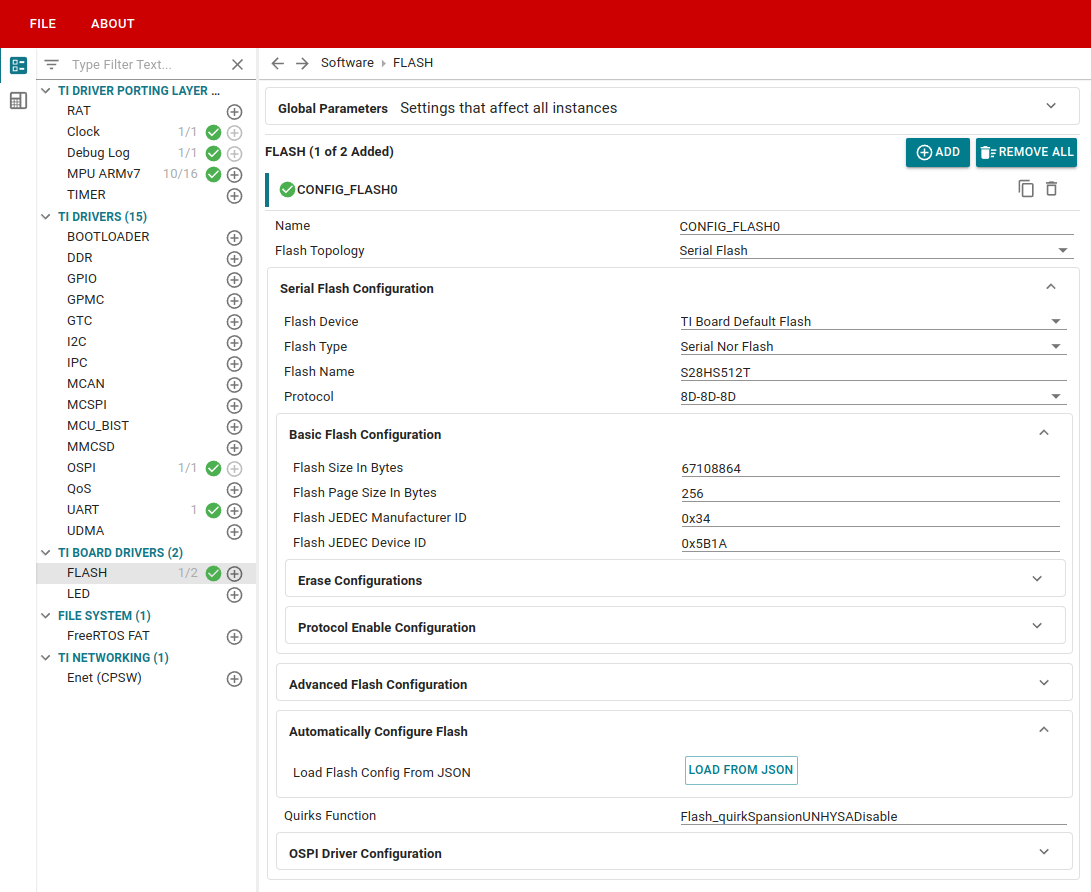 FILE ABOUT
Type Filter Text...
TI DRIVER PORTING LAYER ...
RAT
Clock 1/1
Debug Log 1/1
MPU ARMv7 10/16
TIMER
TI DRIVERS (15)
BOOTLOADER
DDR
GPIO
GPMC
GTC
I2C
IPC
MCAN
MCSPI
MCU_BIST
MMCSD
OSPI 1/1
QoS
UART 1
UDMA
TI BOARD DRIVERS (2)
FLASH 1/2
LED
FILE SYSTEM (1)
FreeRTOS FAT
TI NETWORKING (1)
Enet (CPSW)
Software › FLASH
Global Parameters Settings that affect all instances
FLASH (1 of 2 Added) ADD REMOVE ALL
CONFIG_FLASH0
Name CONFIG_FLASH0
Flash Topology Serial Flash
Serial Flash Configuration
Flash Device TI Board Default Flash
Flash Type Serial Nor Flash
Flash Name S28HS512T
Protocol 8D-8D-8D
Basic Flash Configuration
Flash Size In Bytes 67108864
Flash Page Size In Bytes 256
Flash JEDEC Manufacturer ID 0x34
Flash JEDEC Device ID 0x5B1A
Erase Configurations
Protocol Enable Configuration
Advanced Flash Configuration
Automatically Configure Flash
Load Flash Config From JSON LOAD FROM JSON
Quirks Function Flash_quirkSpansionUNHYSADisable
OSPI Driver Configuration